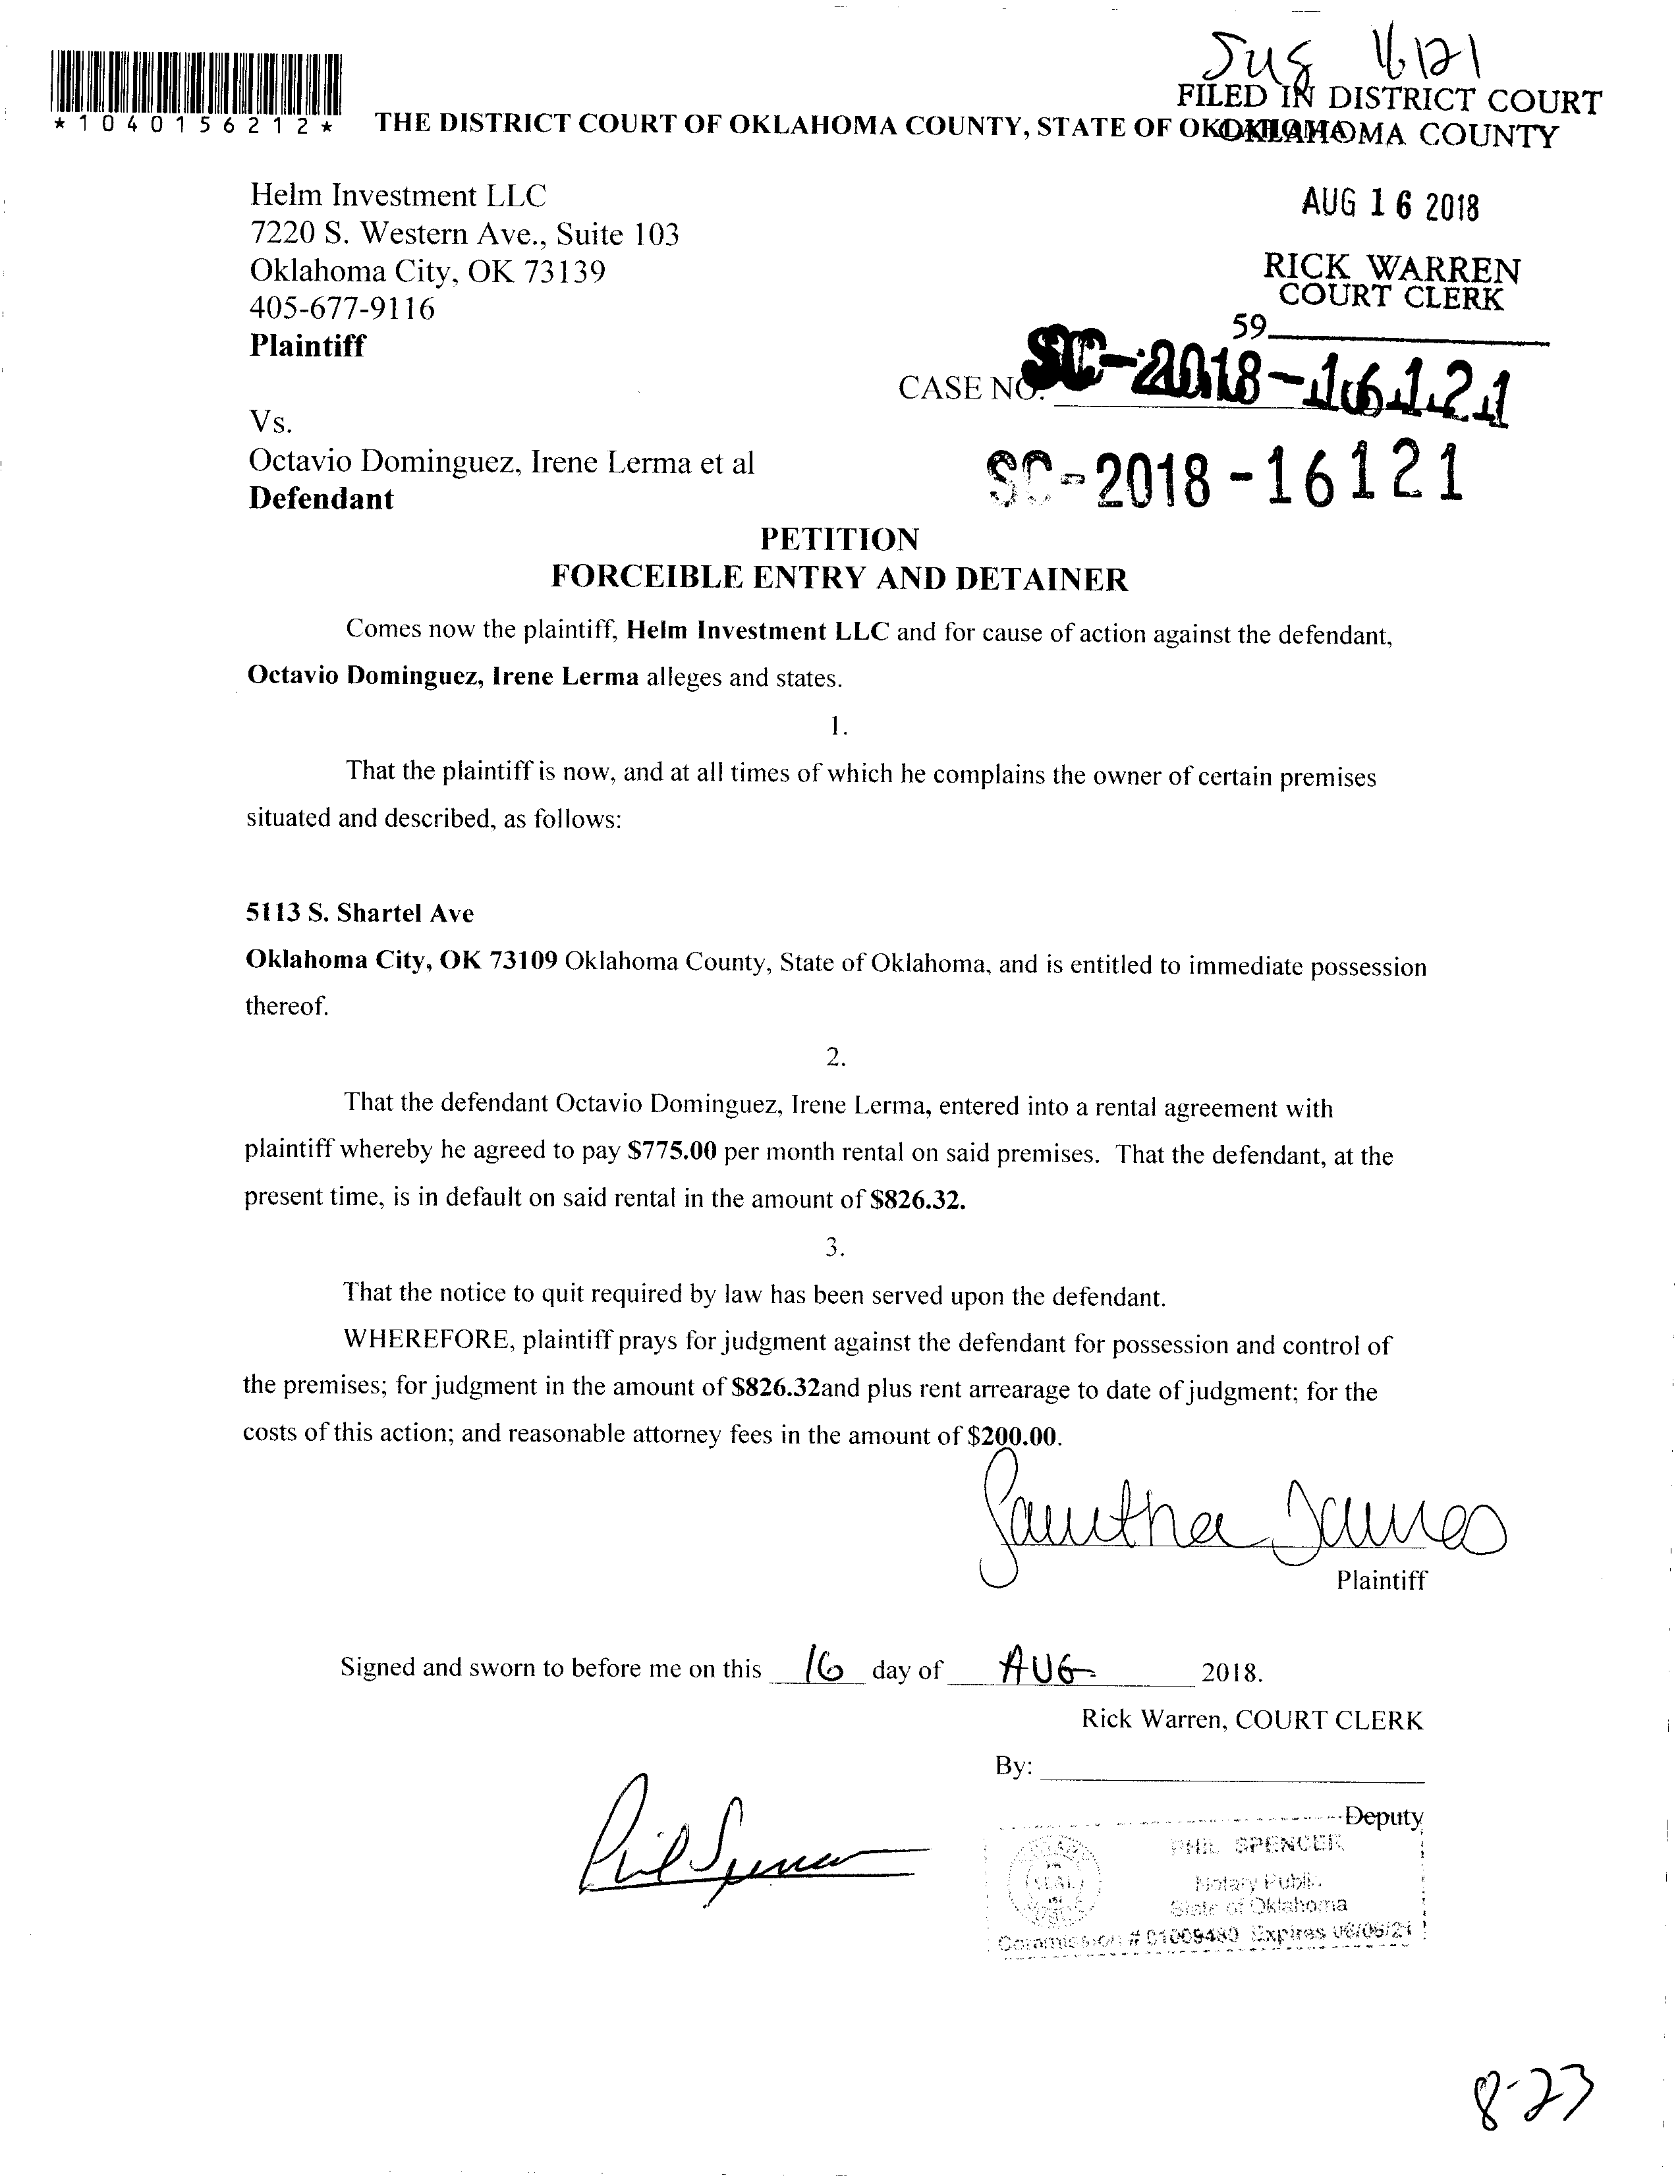 Sus 16121
FILED IN DISTRICT COURT
OKLAHOMA COUNTY
*1040156212*
THE DISTRICT COURT OF OKLAHOMA COUNTY, STATE OF OKLAHOMA
Helm Investment LLC
7220 S. Western Ave., Suite 103
Oklahoma City, OK 73139
405-677-9116
Plaintiff
AUG 16 2018
RICK WARREN
COURT CLERK
59
CASE NO. SC-2018-16121
Vs.
Octavio Dominguez, Irene Lerma et al
Defendant
SC-2018-16121
PETITION
FORCEIBLE ENTRY AND DETAINER
Comes now the plaintiff, Helm Investment LLC and for cause of action against the defendant,
Octavio Dominguez, Irene Lerma alleges and states.
1.
That the plaintiff is now, and at all times of which he complains the owner of certain premises
situated and described, as follows:
5113 S. Shartel Ave
Oklahoma City, OK 73109 Oklahoma County, State of Oklahoma, and is entitled to immediate possession
thereof.
2.
That the defendant Octavio Dominguez, Irene Lerma, entered into a rental agreement with
plaintiff whereby he agreed to pay $775.00 per month rental on said premises. That the defendant, at the
present time, is in default on said rental in the amount of $826.32.
3.
That the notice to quit required by law has been served upon the defendant.
WHEREFORE, plaintiff prays for judgment against the defendant for possession and control of
the premises; for judgment in the amount of $826.32and plus rent arrearage to date of judgment; for the
costs of this action; and reasonable attorney fees in the amount of $200.00.
Samtha James
Plaintiff
Signed and sworn to before me on this 16 day of AUG 2018.
Rick Warren, COURT CLERK
By:
Deputy
Phil Spencer
PHIL SPENCER
SEAL
Notary Public
State of Oklahoma
Commission # 01009480 Expires 06/06/21
8-23